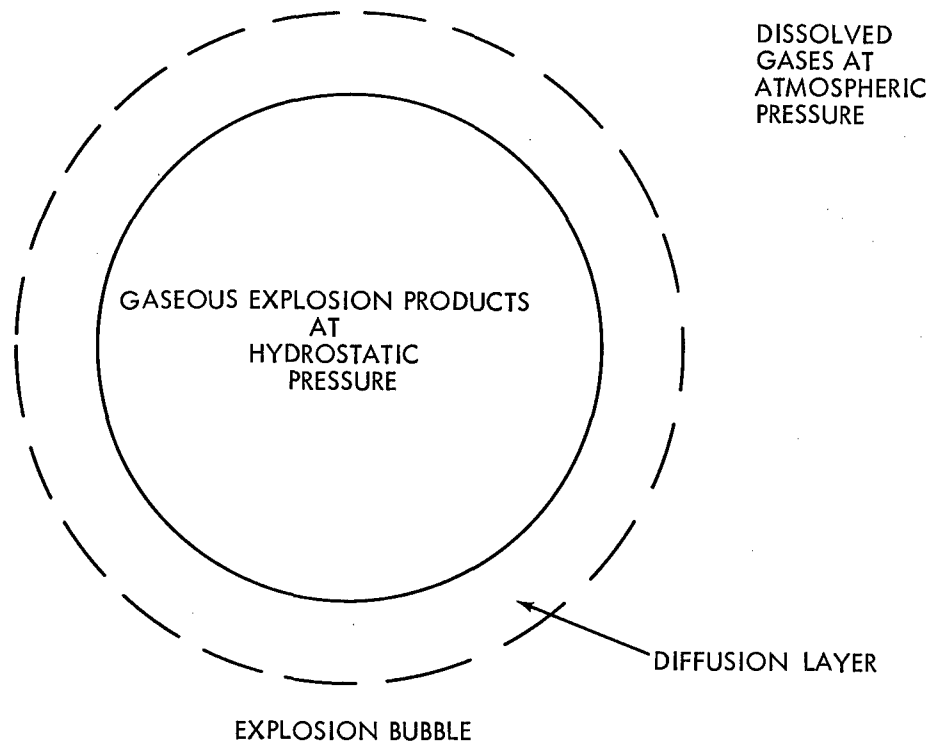 DISSOLVED
GASES AT
ATMOSPHERIC
PRESSURE
GASEOUS EXPLOSION PRODUCTS
AT
HYDROSTATIC
PRESSURE
DIFFUSION LAYER
EXPLOSION BUBBLE